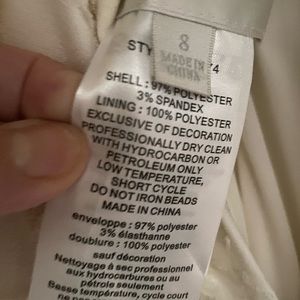 8
MADE IN
CHINA
STY
74
SHELL : 97% POLYESTER
3% SPANDEX
LINING : 100% POLYESTER
EXCLUSIVE OF DECORATION
PROFESSIONALLY DRY CLEAN
WITH HYDROCARBON OR
PETROLEUM ONLY
LOW TEMPERATURE,
SHORT CYCLE
DO NOT IRON BEADS
MADE IN CHINA
enveloppe : 97% polyester
3% élasthanne
doublure : 100% polyester
sauf décoration
Nettoyage à sec professionnel
aux hydrocarbures ou au
pétrole seulement
Basse température, cycle court